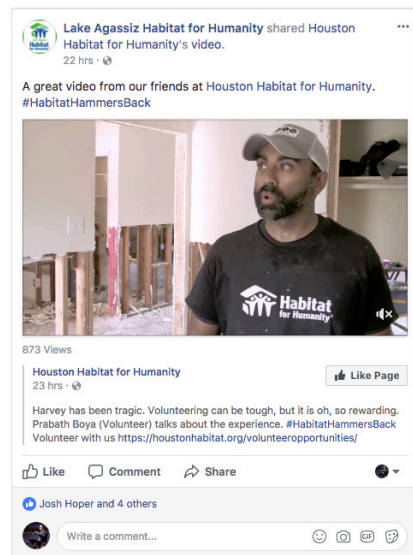 Lake Agassiz Habitat for Humanity shared Houston
Habitat for Humanity's video.
22 hrs ·
A great video from our friends at Houston Habitat for Humanity.
#HabitatHammersBack
Habitat
for Humanity®
873 Views
Houston Habitat for Humanity
23 hrs ·
Like Page
Harvey has been tragic. Volunteering can be tough, but it is oh, so rewarding.
Prabath Boya (Volunteer) talks about the experience. #HabitatHammersBack
Volunteer with us https://houstonhabitat.org/volunteeropportunities/
Like Comment Share
Josh Hoper and 4 others
Write a comment...
GIF